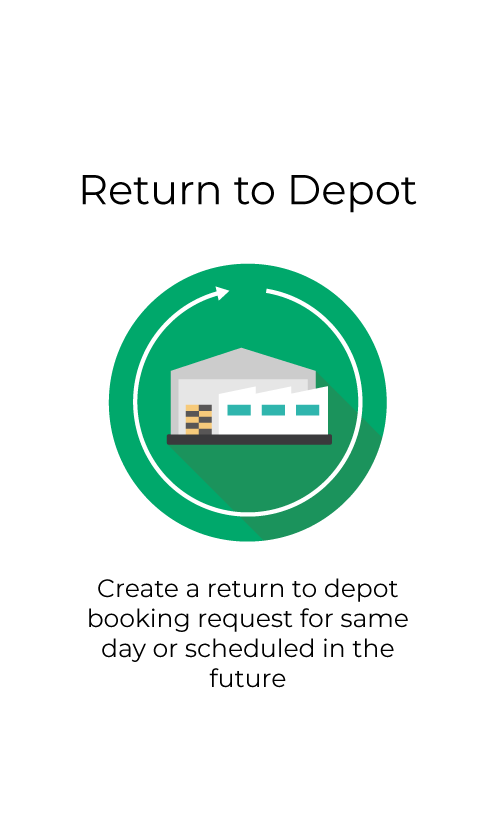 Return to Depot
Create a return to depot
booking request for same
day or scheduled in the
future